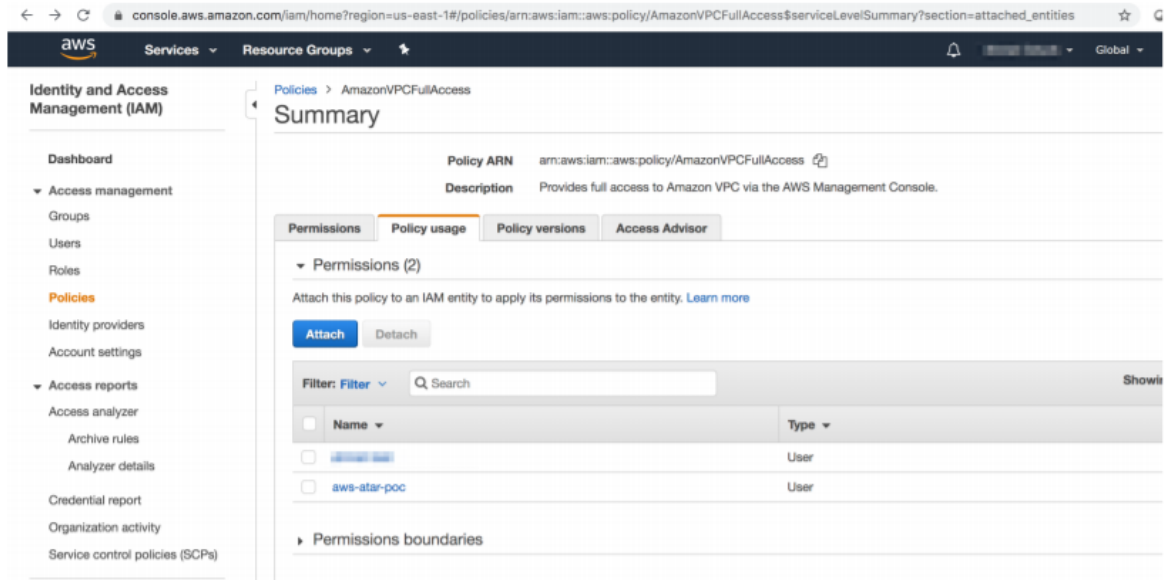 console.aws.amazon.com/iam/home?region=us-east-1#/policies/arn:aws:iam::aws:policy/AmazonVPCFullAccess$serviceLevelSummary?section=attached_entities
aws Services Resource Groups Global
Identity and Access Management (IAM)
Dashboard
Access management
Groups
Users
Roles
Policies
Identity providers
Account settings
Access reports
Access analyzer
Archive rules
Analyzer details
Credential report
Organization activity
Service control policies (SCPs)
Policies > AmazonVPCFullAccess
Summary
Policy ARN arn:aws:iam::aws:policy/AmazonVPCFullAccess
Description Provides full access to Amazon VPC via the AWS Management Console.
Permissions Policy usage Policy versions Access Advisor
Permissions (2)
Attach this policy to an IAM entity to apply its permissions to the entity. Learn more
Attach Detach
Filter: Filter Search Showin
Name Type
User
aws-atar-poc User
Permissions boundaries